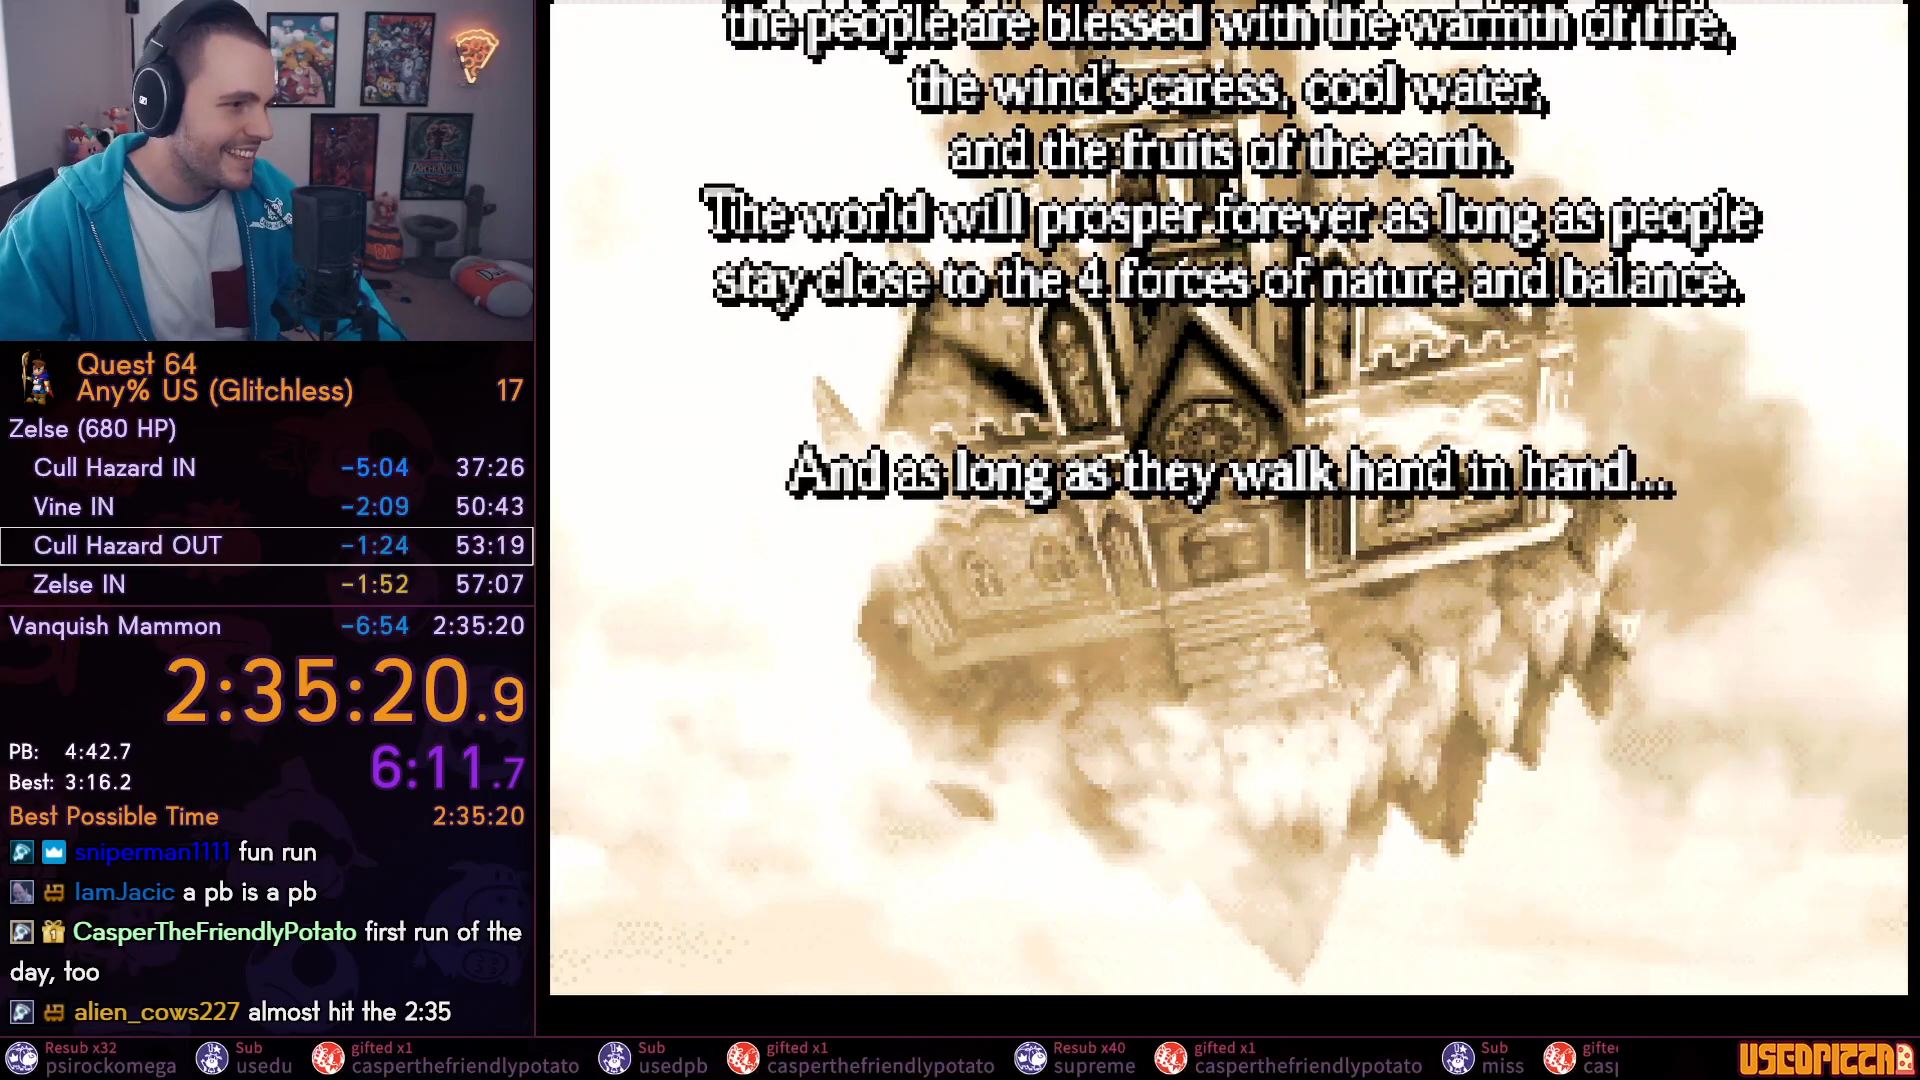 the people are blessed with the warmth of fire,
the wind's caress, cool water,
and the fruits of the earth.
The world will prosper forever as long as people
stay close to the 4 forces of nature and balance.
And as long as they walk hand in hand...
Quest 64
Any% US (Glitchless) 17
Zelse (680 HP)
Cull Hazard IN -5:04 37:26
Vine IN -2:09 50:43
Cull Hazard OUT -1:24 53:19
Zelse IN -1:52 57:07
Vanquish Mammon -6:54 2:35:20
2:35:20.9
PB: 4:42.7
6:11.7
Best: 3:16.2
Best Possible Time 2:35:20
sniperman1111 fun run
IamJacic a pb is a pb
CasperTheFriendlyPotato first run of the
day, too
alien_cows227 almost hit the 2:35
Resub x32 Sub gifted x1 Sub gifted x1 Resub x40 gifted x1 Sub gifte
psirockomega usedu casperthefriendlypotato usedpb casperthefriendlypotato supreme casperthefriendlypotato miss casp
USEDPIZZA